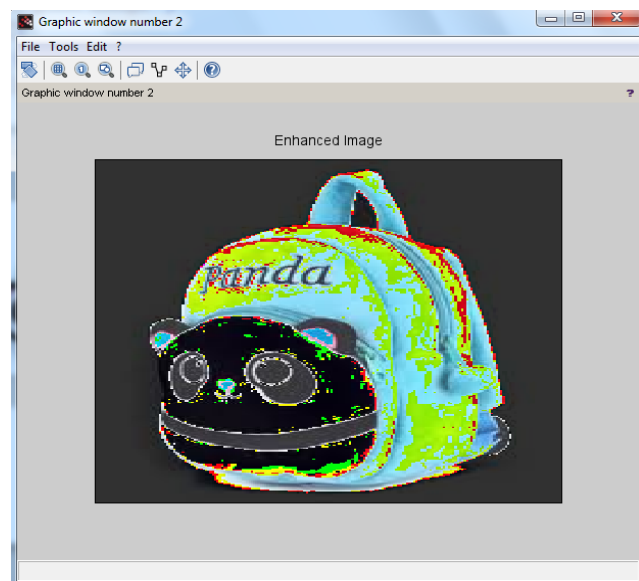 Graphic window number 2
File Tools Edit ?
Graphic window number 2 ?
Enhanced Image
panda